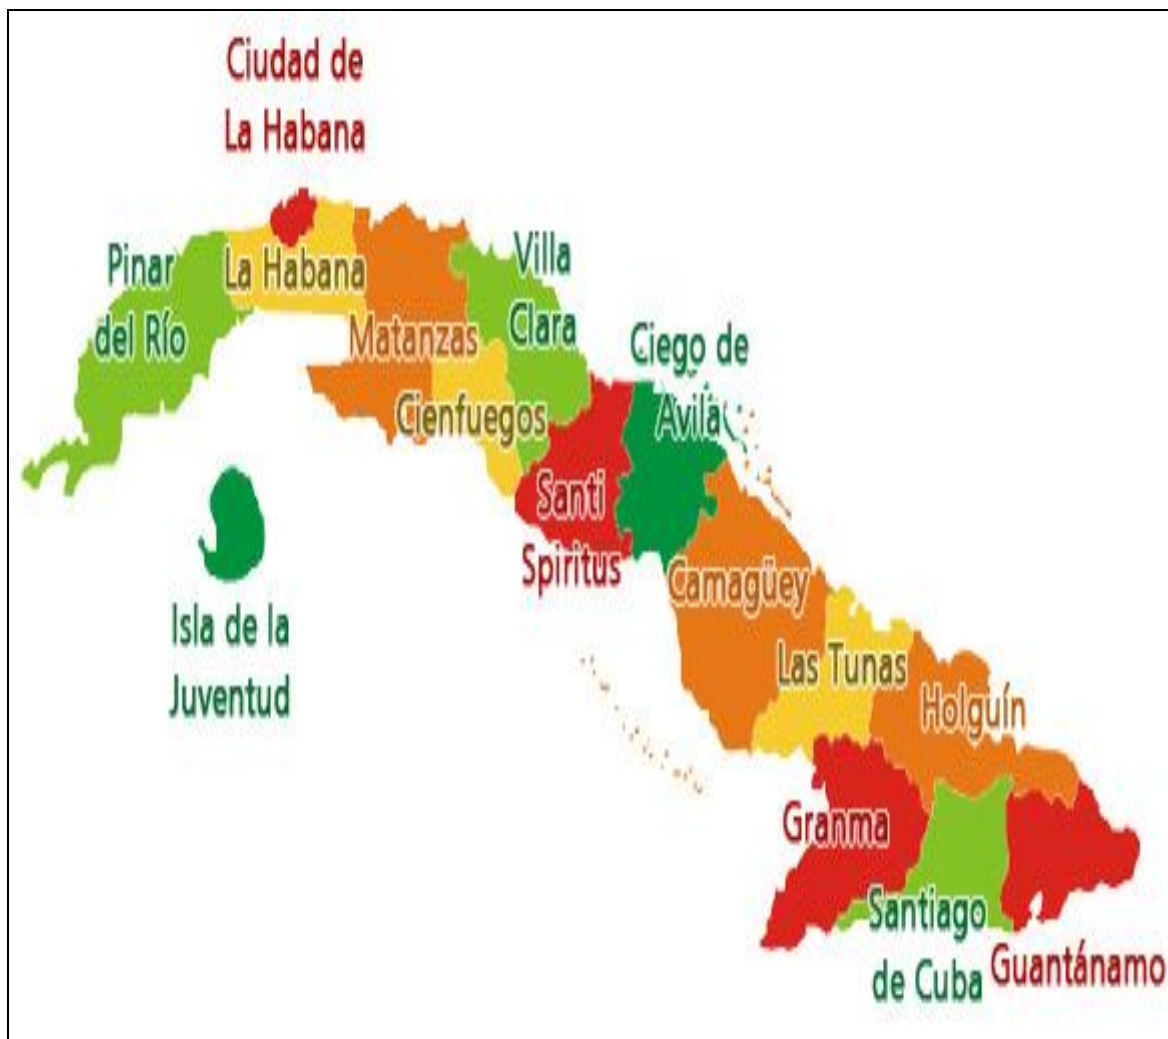 Ciudad de
La Habana
Pinar
del Río
La Habana
Matanzas
Villa
Clara
Cienfuegos
Ciego de
Avila
Santi
Spiritus
Isla de la
Juventud
Camagüey
Las Tunas
Holguín
Granma
Santiago
de Cuba
Guantánamo